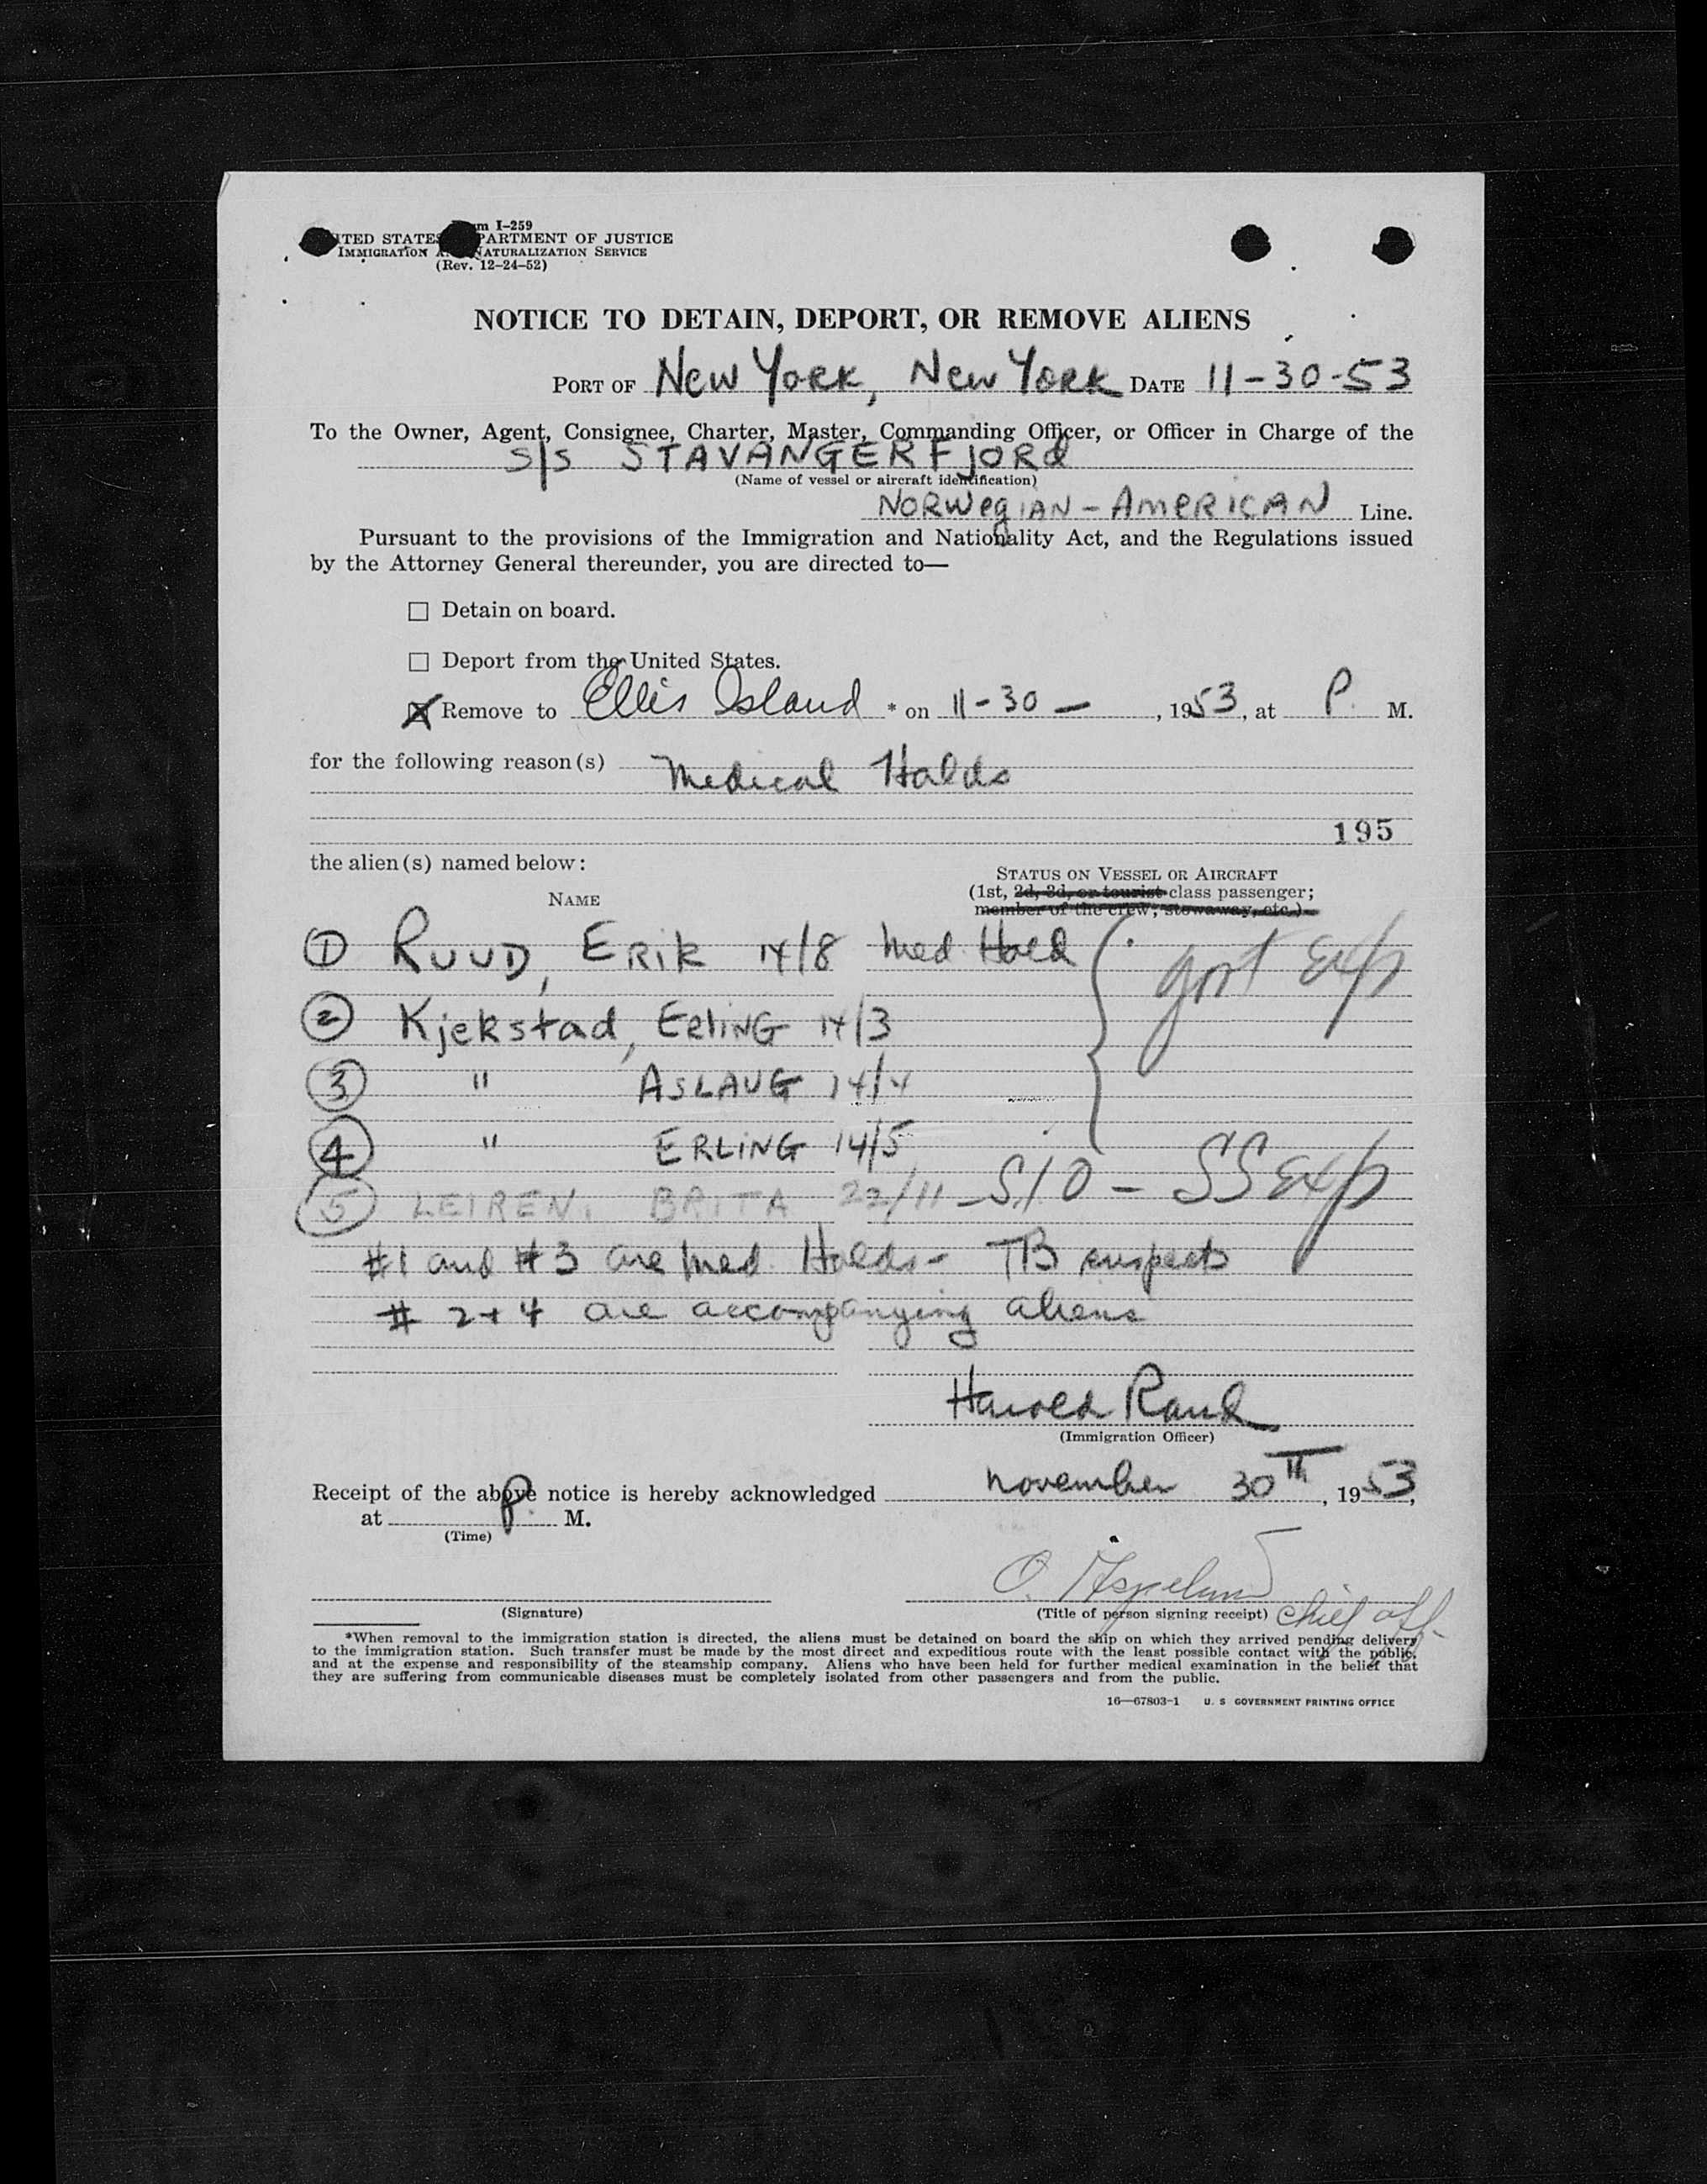 Form I-259
UNITED STATES DEPARTMENT OF JUSTICE
IMMIGRATION AND NATURALIZATION SERVICE
(Rev. 12-24-52)
NOTICE TO DETAIN, DEPORT, OR REMOVE ALIENS
PORT OF New York, New York DATE 11-30-53
To the Owner, Agent, Consignee, Charter, Master, Commanding Officer, or Officer in Charge of the
S/S STAVANGERFJORd
(Name of vessel or aircraft identification)
NORWegIAN-AMERICAN Line.
Pursuant to the provisions of the Immigration and Nationality Act, and the Regulations issued
by the Attorney General thereunder, you are directed to—
Detain on board.
Deport from the United States.
Remove to Ellis Island * on 11-30 — , 1953, at P. M.
for the following reason(s) Medical Holds
195
the alien(s) named below:
STATUS ON VESSEL OR AIRCRAFT
(1st, 2d, 3d, or tourist class passenger;
member of the crew; stowaway, etc.)
NAME
1 RUUD, ERIK 14/8 Med Hold govt Exp
2 Kjekstad, ErliNG 14/3
3 " ASLAUG 14/4
4 " ERLING 14/5
5 LEIREN, BRITA 22/11 - S/O - SS Exp
#1 and #3 are Med. Holds - TB suspects
# 2+4 are accompanying aliens
Harold Rand
(Immigration Officer)
Receipt of the above notice is hereby acknowledged November 30TH, 1953,
at P. M.
(Time)
O. chief off.
(Signature) (Title of person signing receipt)
*When removal to the immigration station is directed, the aliens must be detained on board the ship on which they arrived pending delivery
to the immigration station. Such transfer must be made by the most direct and expeditious route with the least possible contact with the public,
and at the expense and responsibility of the steamship company. Aliens who have been held for further medical examination in the belief that
they are suffering from communicable diseases must be completely isolated from other passengers and from the public.
16—67803-1 U. S GOVERNMENT PRINTING OFFICE